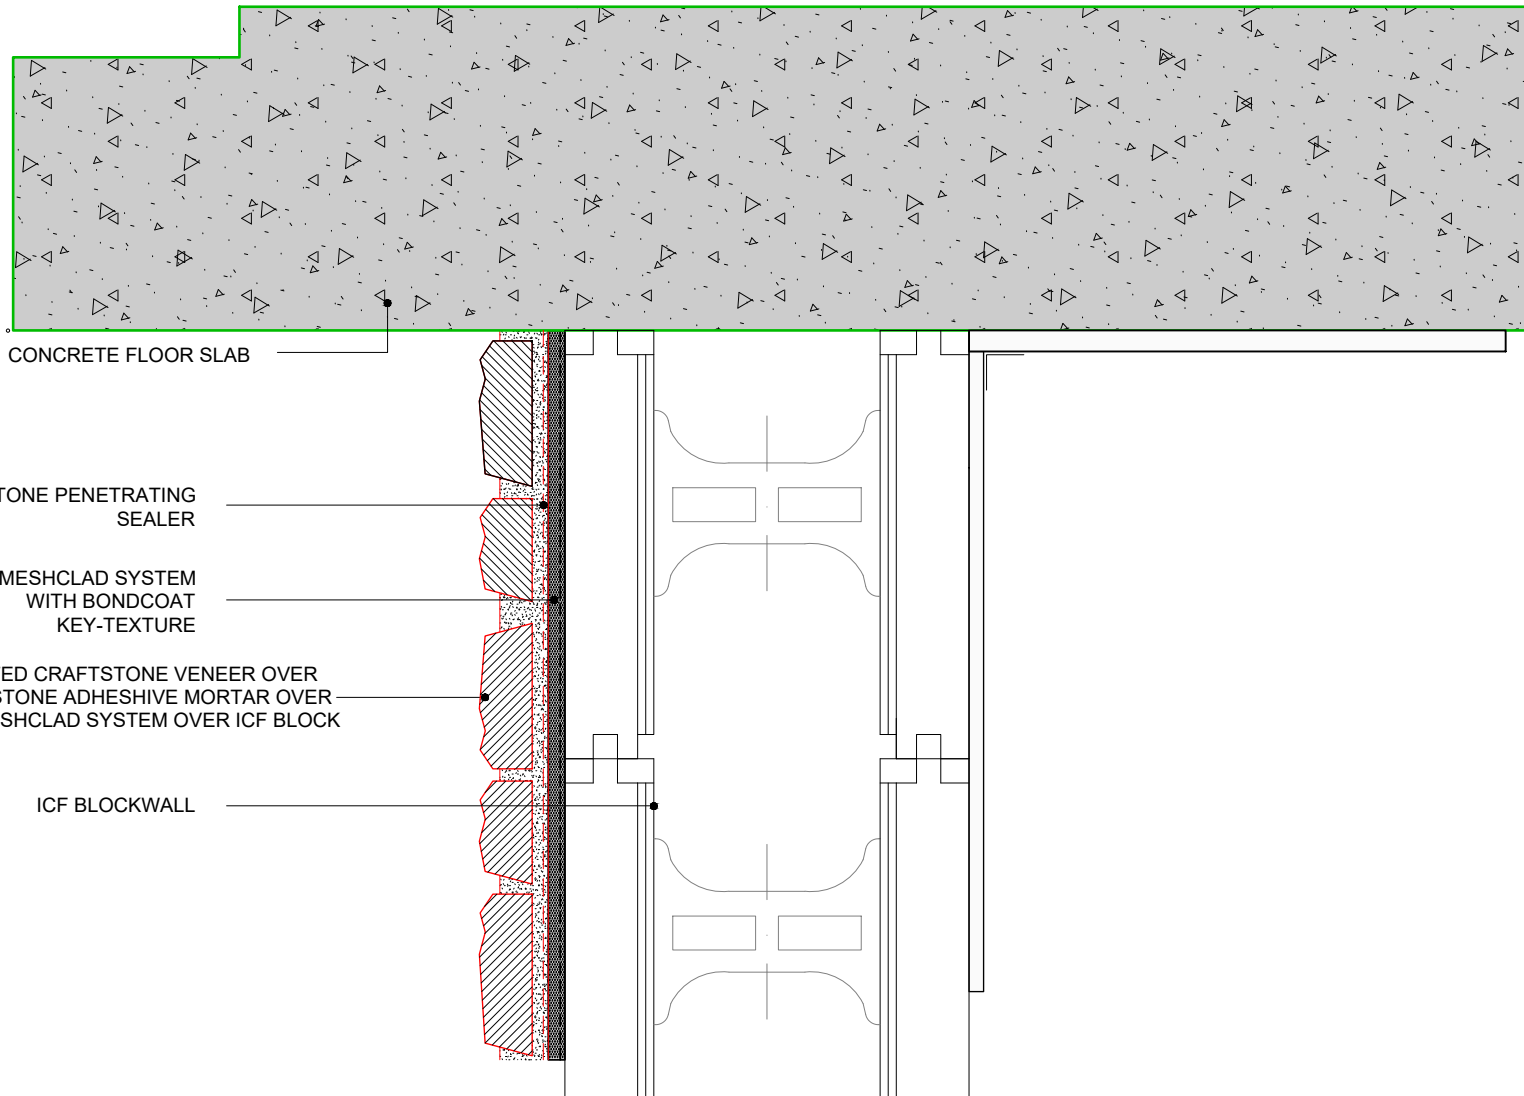 CONCRETE FLOOR SLAB
TONE PENETRATING
SEALER
MESHCLAD SYSTEM
WITH BONDCOAT
KEY-TEXTURE
ED CRAFTSTONE VENEER OVER
STONE ADHESHIVE MORTAR OVER
SHCLAD SYSTEM OVER ICF BLOCK
ICF BLOCKWALL